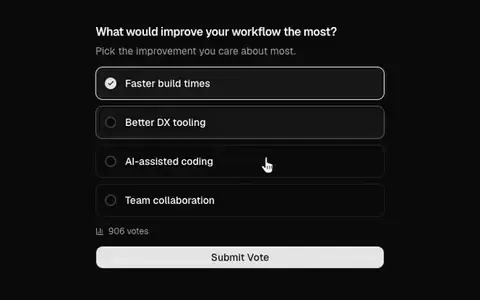 What would improve your workflow the most?
Pick the improvement you care about most.
Faster build times
Better DX tooling
AI-assisted coding
Team collaboration
906 votes
Submit Vote